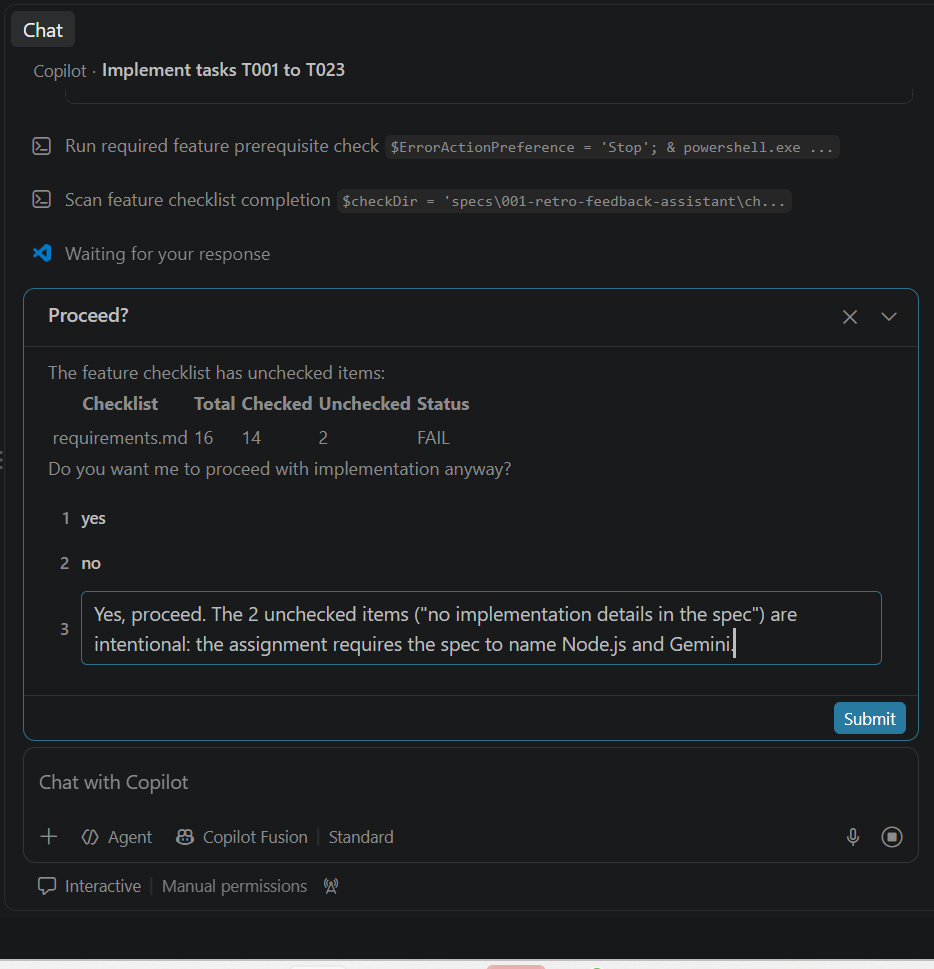 Chat
Copilot · Implement tasks T001 to T023
Run required feature prerequisite check $ErrorActionPreference = 'Stop'; & powershell.exe ...
Scan feature checklist completion $checkDir = 'specs\001-retro-feedback-assistant\ch...
Waiting for your response
Proceed?
The feature checklist has unchecked items:
Checklist Total Checked Unchecked Status
requirements.md 16 14 2 FAIL
Do you want me to proceed with implementation anyway?
1 yes
2 no
3 Yes, proceed. The 2 unchecked items ("no implementation details in the spec") are
intentional: the assignment requires the spec to name Node.js and Gemini.
Submit
Chat with Copilot
Agent Copilot Fusion Standard
Interactive Manual permissions